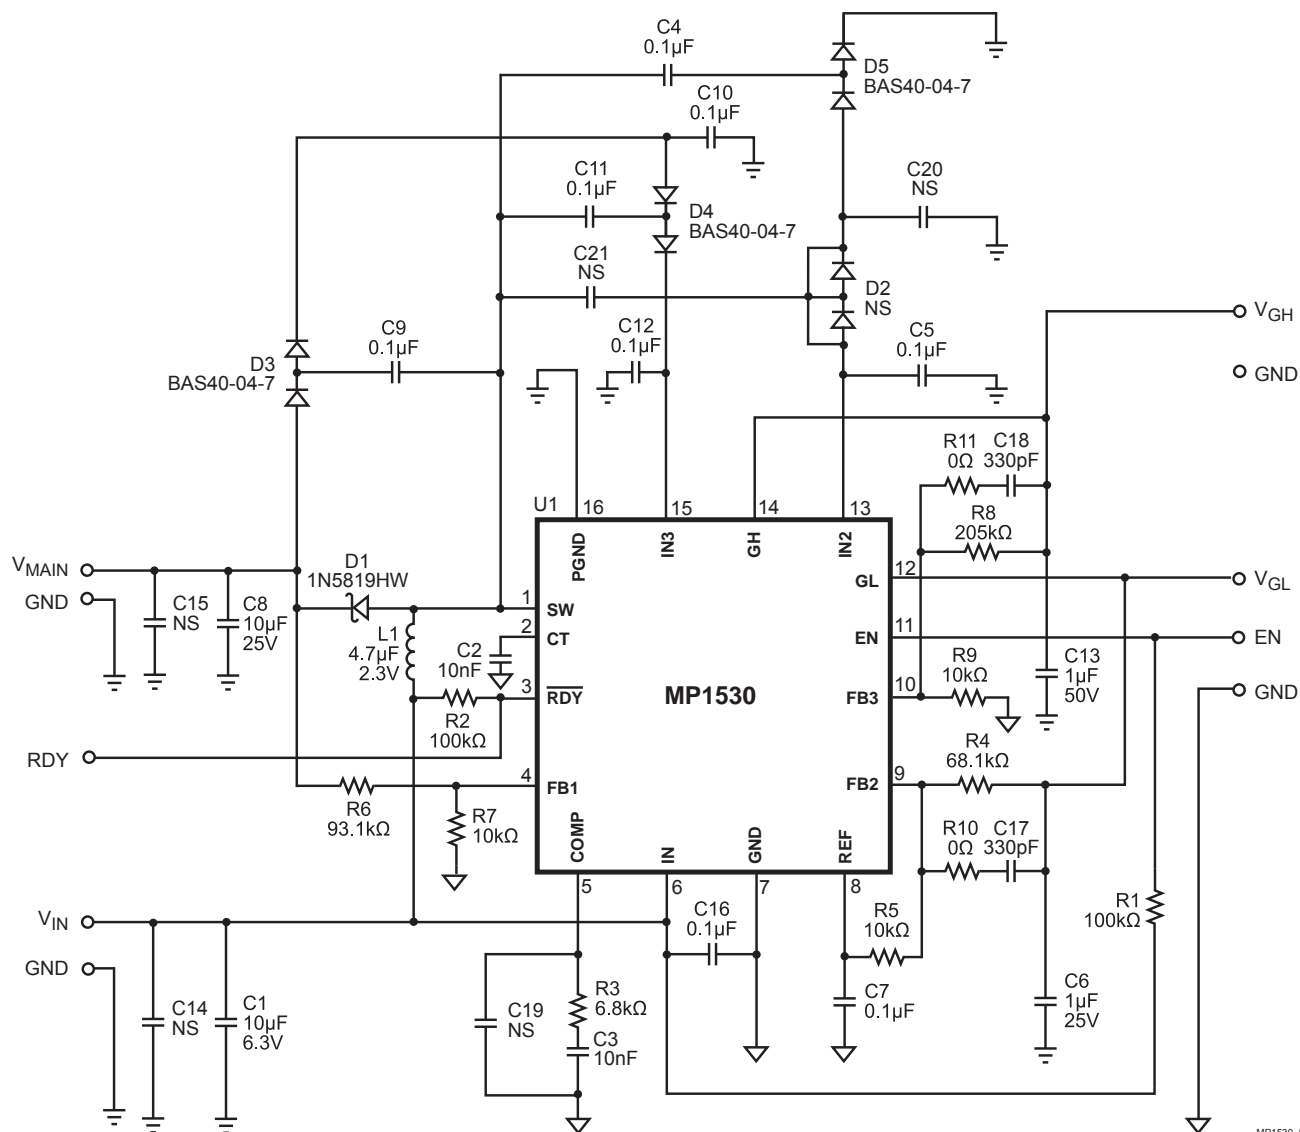 C4
0.1µF
D5
BAS40-04-7
C10
0.1µF
C11
0.1µF
C20
NS
D4
BAS40-04-7
C21
NS
D2
NS
VGH
C9
0.1µF
C12
0.1µF
C5
0.1µF
D3
BAS40-04-7
GND
R11
0Ω
C18
330pF
U1
16
15
14
13
R8
205kΩ
PGND
IN3
GH
IN2
VMAIN
D1
1N5819HW
12
GL
VGL
GND
C15
NS
C8
10µF
25V
1
SW
2
CT
L1
4.7µF
2.3V
C2
10nF
11
EN
EN
R9
10kΩ
C13
1µF
50V
3
RDY
MP1530
10
FB3
GND
R2
100kΩ
R4
68.1kΩ
RDY
4
FB1
9
FB2
R6
93.1kΩ
R7
10kΩ
R10
0Ω
C17
330pF
COMP
IN
GND
REF
5
6
7
8
R1
100kΩ
VIN
C16
0.1µF
R5
10kΩ
GND
C14
NS
C1
10µF
6.3V
C19
NS
R3
6.8kΩ
C3
10nF
C7
0.1µF
C6
1µF
25V